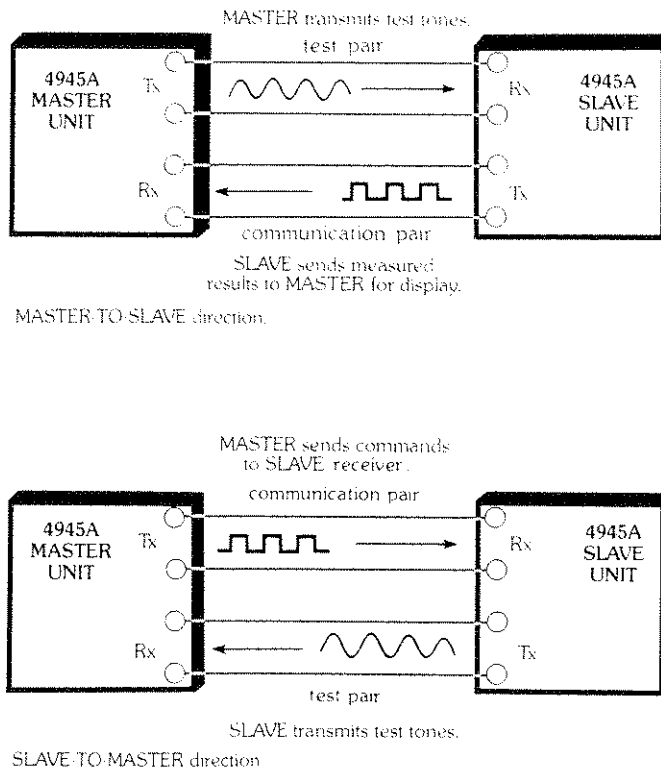 MASTER transmits test tones.
test pair
4945A
MASTER
UNIT
Tx
Rx
4945A
SLAVE
UNIT
Rx
Tx
communication pair
SLAVE sends measured
results to MASTER for display.
MASTER-TO-SLAVE direction.
MASTER sends commands
to SLAVE receiver.
communication pair
4945A
MASTER
UNIT
Tx
Rx
4945A
SLAVE
UNIT
Rx
Tx
test pair
SLAVE transmits test tones.
SLAVE-TO-MASTER direction